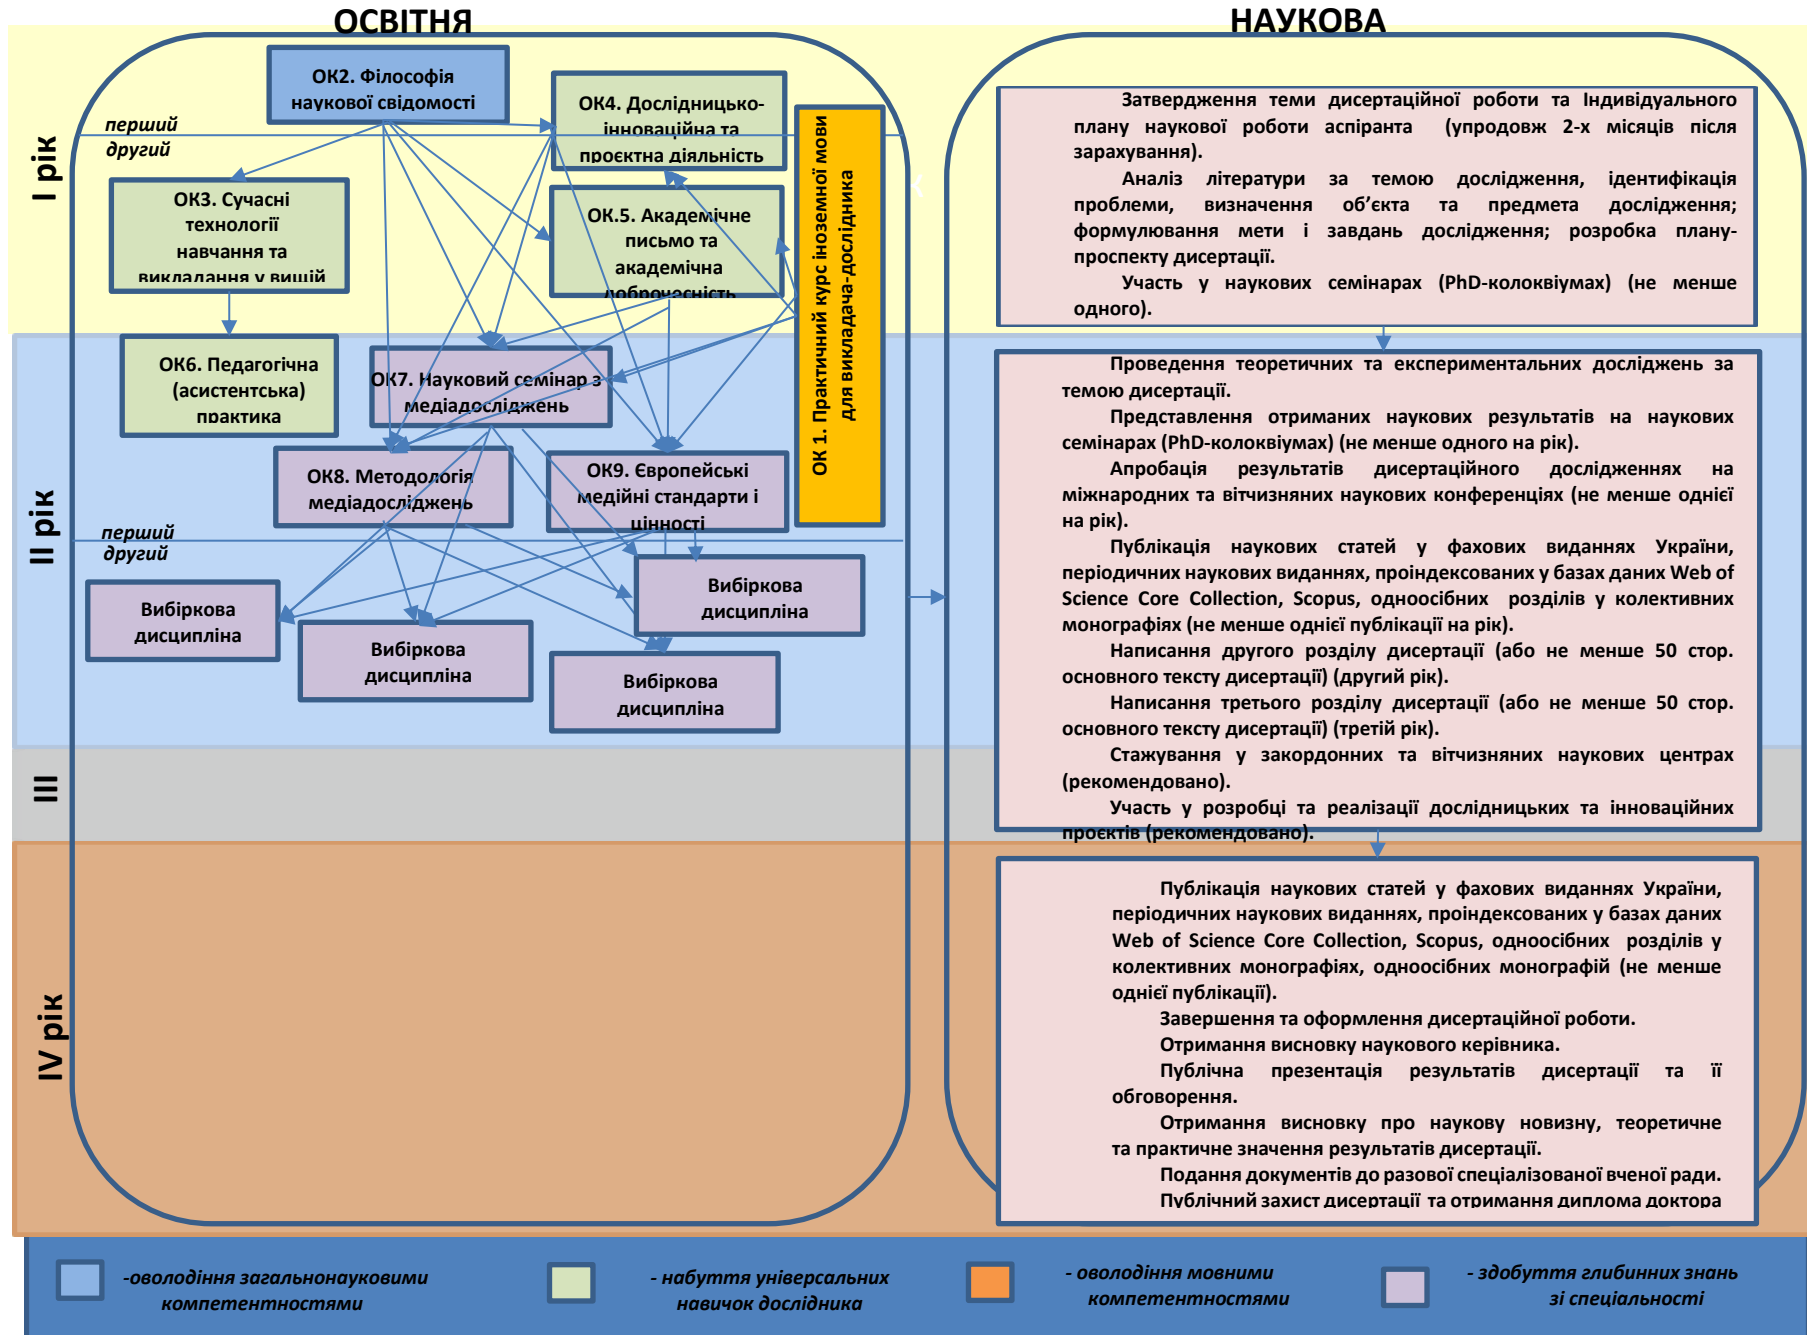 ОСВІТНЯ
НАУКОВА
І рік
перший
другий
ОК2. Філософія
наукової свідомості
ОК4. Дослідницько-
інноваційна та
проєктна діяльність
ОК3. Сучасні
технології
навчання та
викладання у вищій
ОК.5. Академічне
письмо та
академічна
доброчесність
ОК 1. Практичний курс іноземної мови
для викладача-дослідника
к
ІІ рік
ОК6. Педагогічна
(асистентська)
практика
ОК7. Науковий семінар з
медіадосліджень
ОК8. Методологія
медіадосліджень
ОК9. Європейські
медійні стандарти і
цінності
перший
другий
Вибіркова
дисципліна
Вибіркова
дисципліна
Вибіркова
дисципліна
Вибіркова
дисципліна
ІІІ
IV рік
Затвердження теми дисертаційної роботи та Індивідуального
плану наукової роботи аспіранта (упродовж 2-х місяців після
зарахування).
Аналіз літератури за темою дослідження, ідентифікація
проблеми, визначення об’єкта та предмета дослідження;
формулювання мети і завдань дослідження; розробка плану-
проспекту дисертації.
Участь у наукових семінарах (PhD-колоквіумах) (не менше
одного).
Проведення теоретичних та експериментальних досліджень за
темою дисертації.
Представлення отриманих наукових результатів на наукових
семінарах (PhD-колоквіумах) (не менше одного на рік).
Апробація результатів дисертаційного дослідженнях на
міжнародних та вітчизняних наукових конференціях (не менше однієї
на рік).
Публікація наукових статей у фахових виданнях України,
періодичних наукових виданнях, проіндексованих у базах даних Web of
Science Core Collection, Scopus, одноосібних розділів у колективних
монографіях (не менше однієї публікації на рік).
Написання другого розділу дисертації (або не менше 50 стор.
основного тексту дисертації) (другий рік).
Написання третього розділу дисертації (або не менше 50 стор.
основного тексту дисертації) (третій рік).
Стажування у закордонних та вітчизняних наукових центрах
(рекомендовано).
Участь у розробці та реалізації дослідницьких та інноваційних
проєктів (рекомендовано).
Публікація наукових статей у фахових виданнях України,
періодичних наукових виданнях, проіндексованих у базах даних
Web of Science Core Collection, Scopus, одноосібних розділів у
колективних монографіях, одноосібних монографій (не менше
однієї публікації).
Завершення та оформлення дисертаційної роботи.
Отримання висновку наукового керівника.
Публічна презентація результатів дисертації та її
обговорення.
Отримання висновку про наукову новизну, теоретичне
та практичне значення результатів дисертації.
Подання документів до разової спеціалізованої вченої ради.
Публічний захист дисертації та отримання диплома доктора
-оволодіння загальнонауковими
компетентностями
- набуття універсальних
навичок дослідника
- оволодіння мовними
компетентностями
- здобуття глибинних знань
зі спеціальності